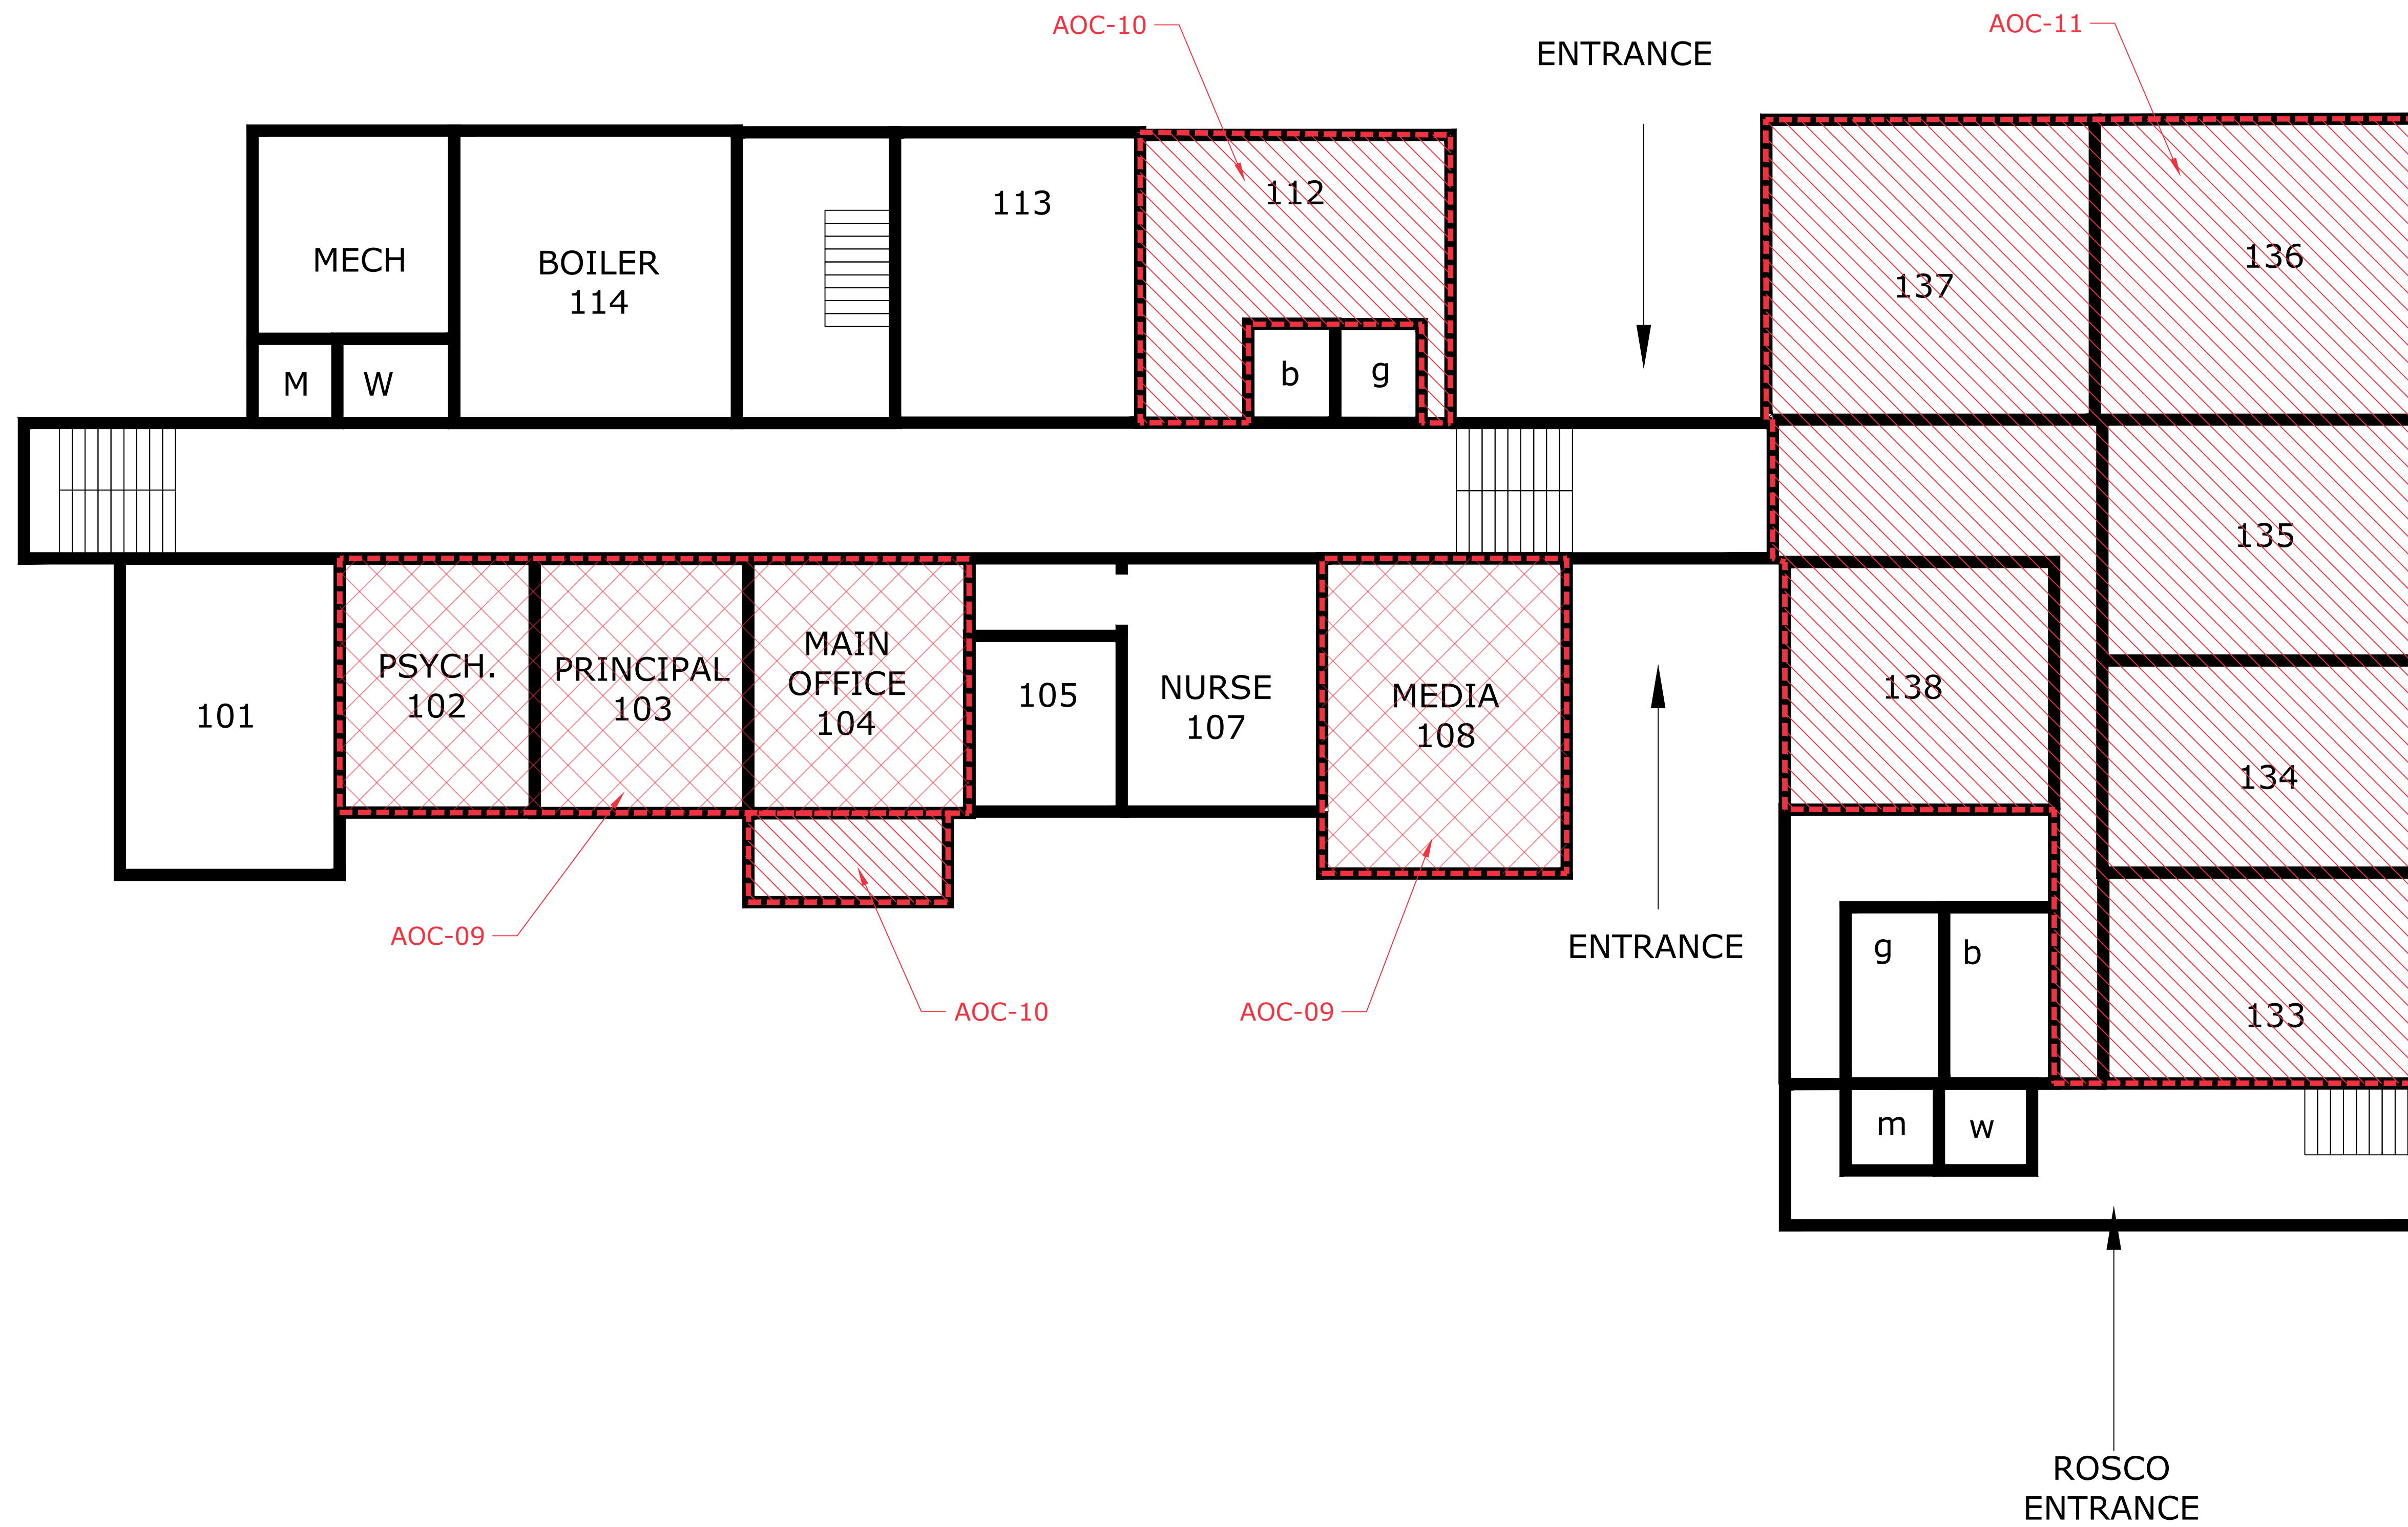 AOC-10
AOC-11
ENTRANCE
113
112
MECH
BOILER
114
137
136
M
W
b
g
135
101
PSYCH.
102
PRINCIPAL
103
MAIN
OFFICE
104
105
NURSE
107
MEDIA
108
138
134
AOC-09
AOC-10
AOC-09
ENTRANCE
g
b
133
m
w
ROSCO
ENTRANCE